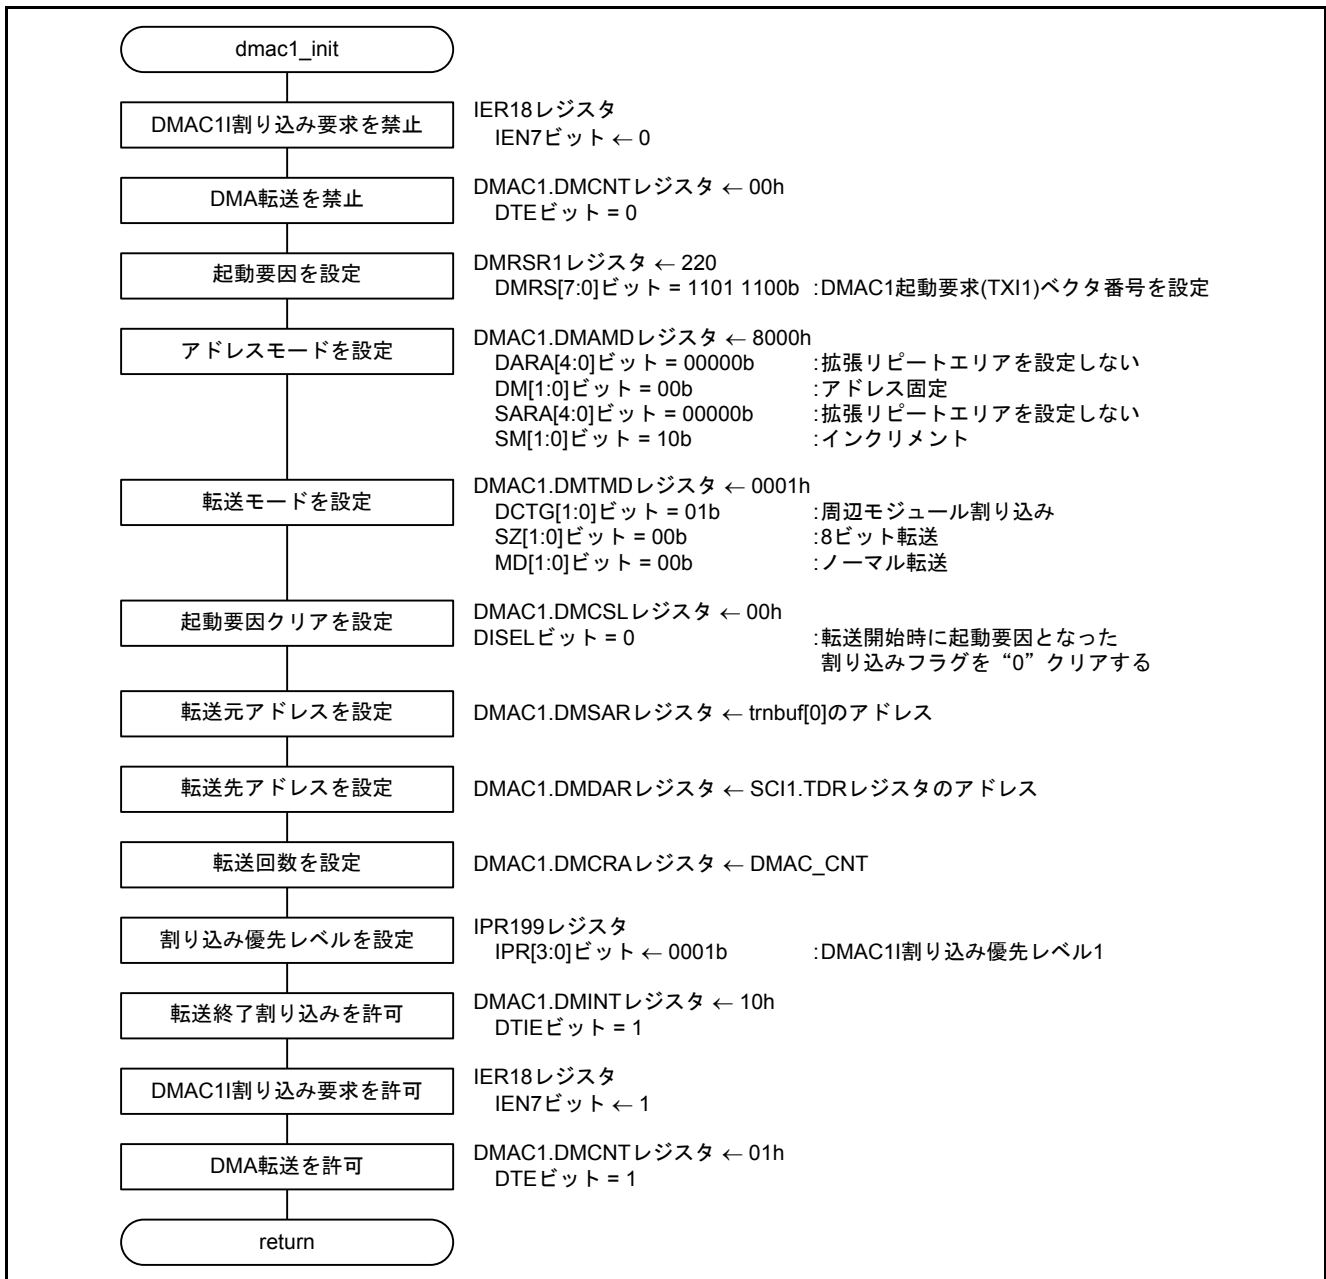 dmac1_init
DMAC1I割り込み要求を禁止
IER18レジスタ
IEN7ビット ← 0
DMA転送を禁止
DMAC1.DMCNTレジスタ ← 00h
DTEビット = 0
起動要因を設定
DMRSR1レジスタ ← 220
DMRS[7:0]ビット = 1101 1100b :DMAC1起動要求(TXI1)ベクタ番号を設定
アドレスモードを設定
DMAC1.DMAMDレジスタ ← 8000h
DARA[4:0]ビット = 00000b :拡張リピートエリアを設定しない
DM[1:0]ビット = 00b :アドレス固定
SARA[4:0]ビット = 00000b :拡張リピートエリアを設定しない
SM[1:0]ビット = 10b :インクリメント
転送モードを設定
DMAC1.DMTMDレジスタ ← 0001h
DCTG[1:0]ビット = 01b :周辺モジュール割り込み
SZ[1:0]ビット = 00b :8ビット転送
MD[1:0]ビット = 00b :ノーマル転送
起動要因クリアを設定
DMAC1.DMCSLレジスタ ← 00h
DISELビット = 0 :転送開始時に起動要因となった
割り込みフラグを“0”クリアする
転送元アドレスを設定
DMAC1.DMSARレジスタ ← trnbuf[0]のアドレス
転送先アドレスを設定
DMAC1.DMDARレジスタ ← SCI1.TDRレジスタのアドレス
転送回数を設定
DMAC1.DMCRAレジスタ ← DMAC_CNT
割り込み優先レベルを設定
IPR199レジスタ
IPR[3:0]ビット ← 0001b :DMAC1I割り込み優先レベル1
転送終了割り込みを許可
DMAC1.DMINTレジスタ ← 10h
DTIEビット = 1
DMAC1I割り込み要求を許可
IER18レジスタ
IEN7ビット ← 1
DMA転送を許可
DMAC1.DMCNTレジスタ ← 01h
DTEビット = 1
return